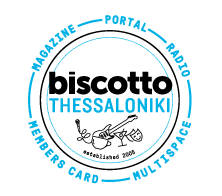 MAGAZINE — PORTAL — RADIO
biscotto
THESSALONIKI
established 2005
MEMBERS CARD — MULTISPACE